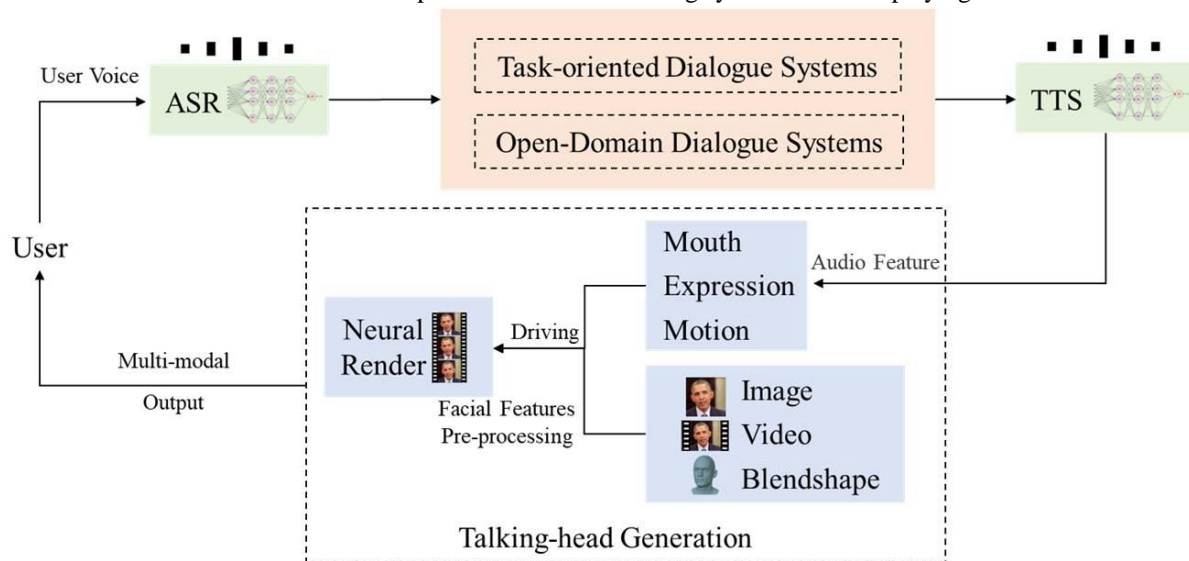 User Voice
ASR
Task-oriented Dialogue Systems
Open-Domain Dialogue Systems
TTS
User
Mouth
Expression
Motion
Audio Feature
Neural
Render
Driving
Facial Features
Pre-processing
Multi-modal
Output
Image
Video
Blendshape
Talking-head Generation